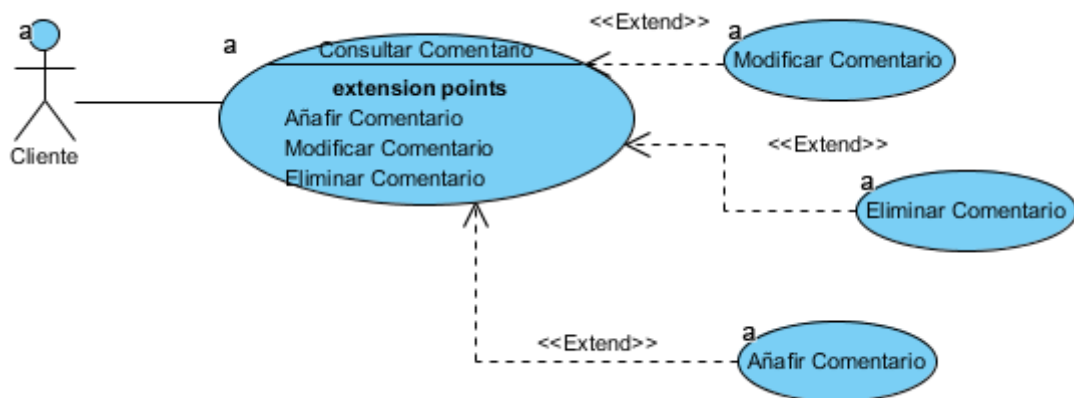 a
Cliente
a
Consultar Comentario
extension points
Añafir Comentario
Modificar Comentario
Eliminar Comentario
<<Extend>>
a
Modificar Comentario
<<Extend>>
a
Eliminar Comentario
<<Extend>>
a
Añafir Comentario